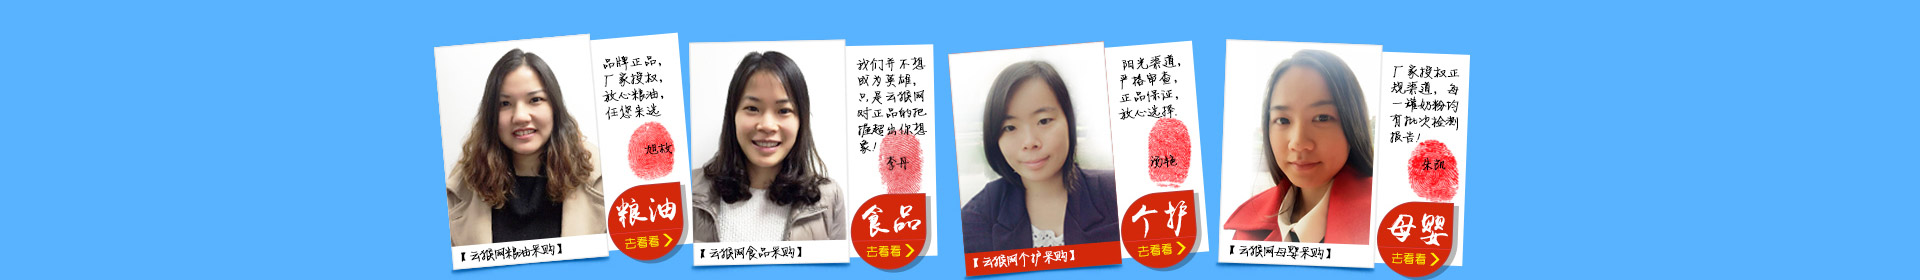 品牌正品，
厂家授权，
放心粮油，
任您采选
旭放
粮油
去看看
【云猴网粮油采购】
我们并不想
成为英雄，
只是云猴网
对正品的把
握超出你想
象！
李丹
食品
去看看
【云猴网食品采购】
阳光渠道，
严格审查，
正品保证，
放心选择.
汤艳
个护
去看看
【云猴网个护采购】
厂家授权正
规渠道，每
一罐奶粉均
有批次检测
报告！
朱凯
母婴
去看看
【云猴网母婴采购】